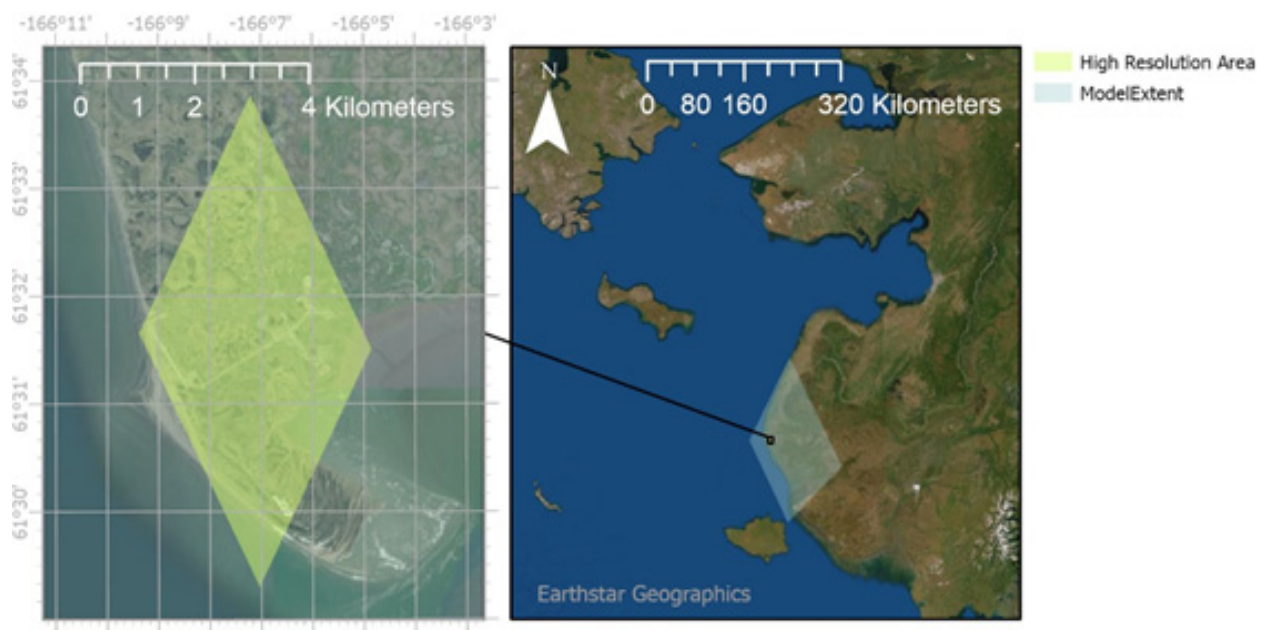 -166°11' -166°9' -166°7' -166°5' -166°3'
61°34'
61°33'
61°32'
61°31'
61°30'
0 1 2 4 Kilometers
N
0 80 160 320 Kilometers
Earthstar Geographics
High Resolution Area
ModelExtent